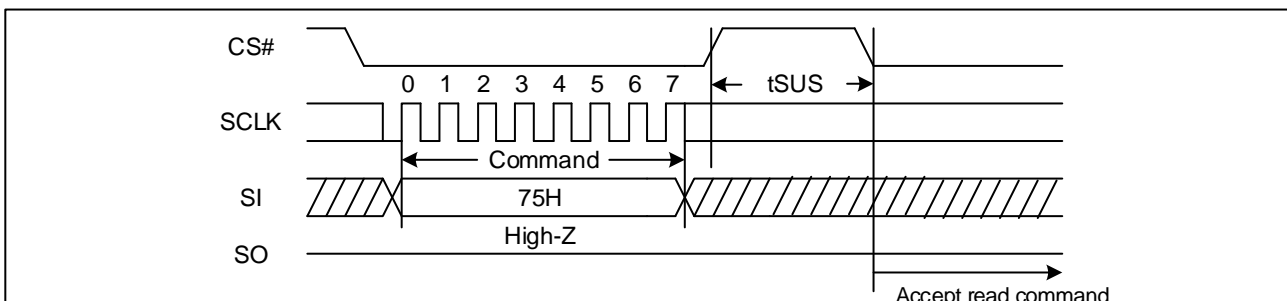 CS#
tSUS
0 1 2 3 4 5 6 7
SCLK
Command
SI
75H
High-Z
SO
Accept read command